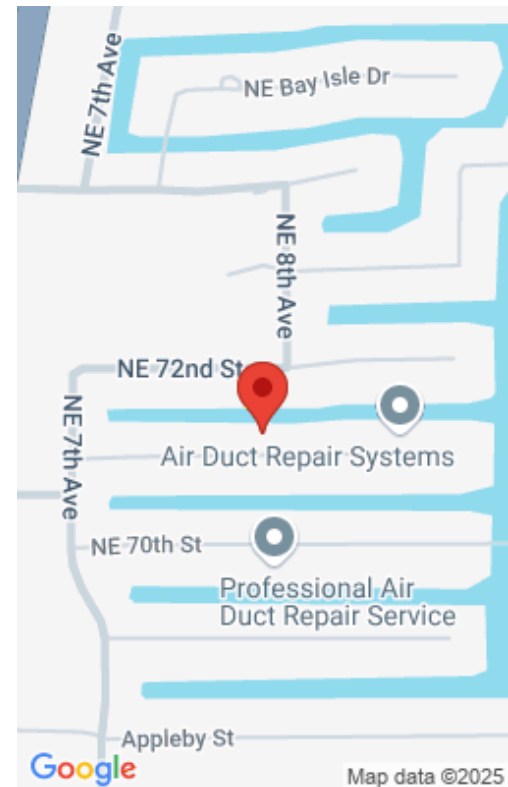 NE 7th Ave
NE Bay Isle Dr
NE 8th Ave
NE 72nd St
NE 7th Ave
Air Duct Repair Systems
NE 70th St
Professional Air
Duct Repair Service
Appleby St
Google
Map data ©2025